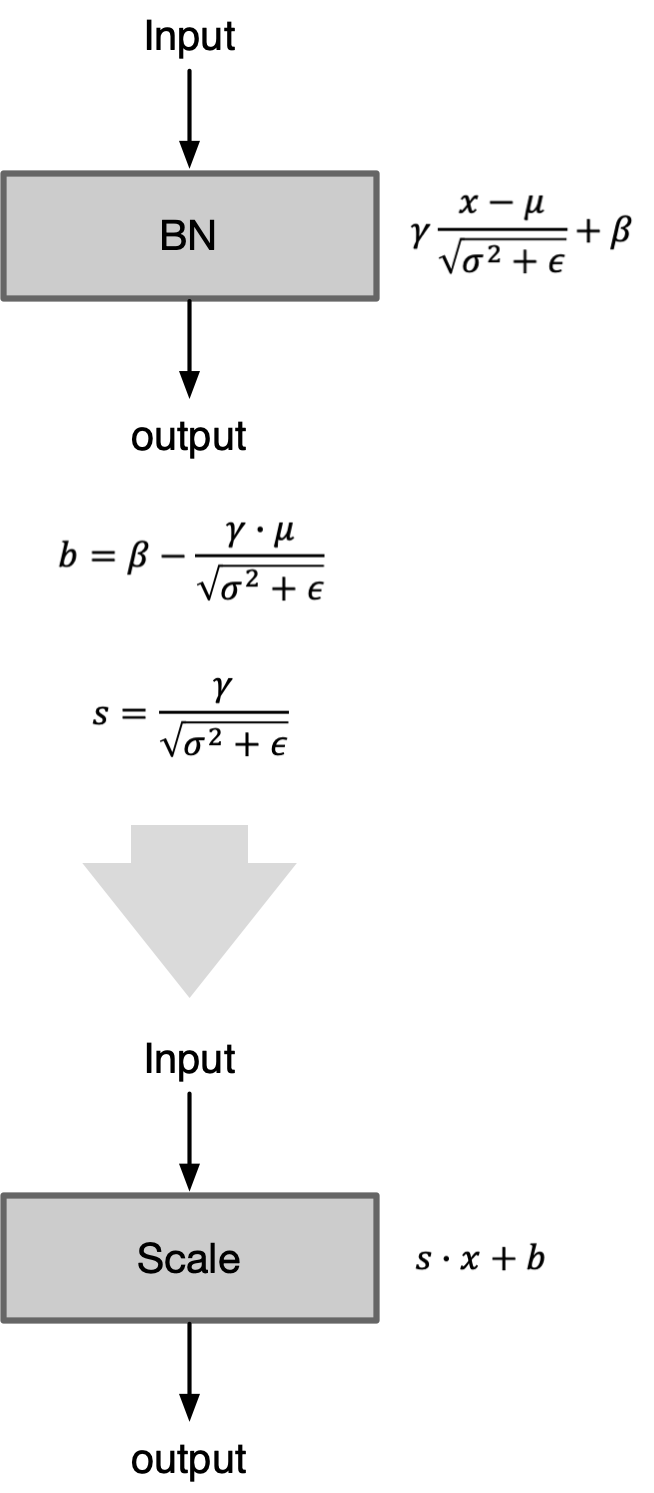 Input
BN
γ (x − μ)/√(σ² + ϵ) + β
output
b = β − (γ · μ)/√(σ² + ϵ)
s = γ/√(σ² + ϵ)
Input
Scale
s · x + b
output